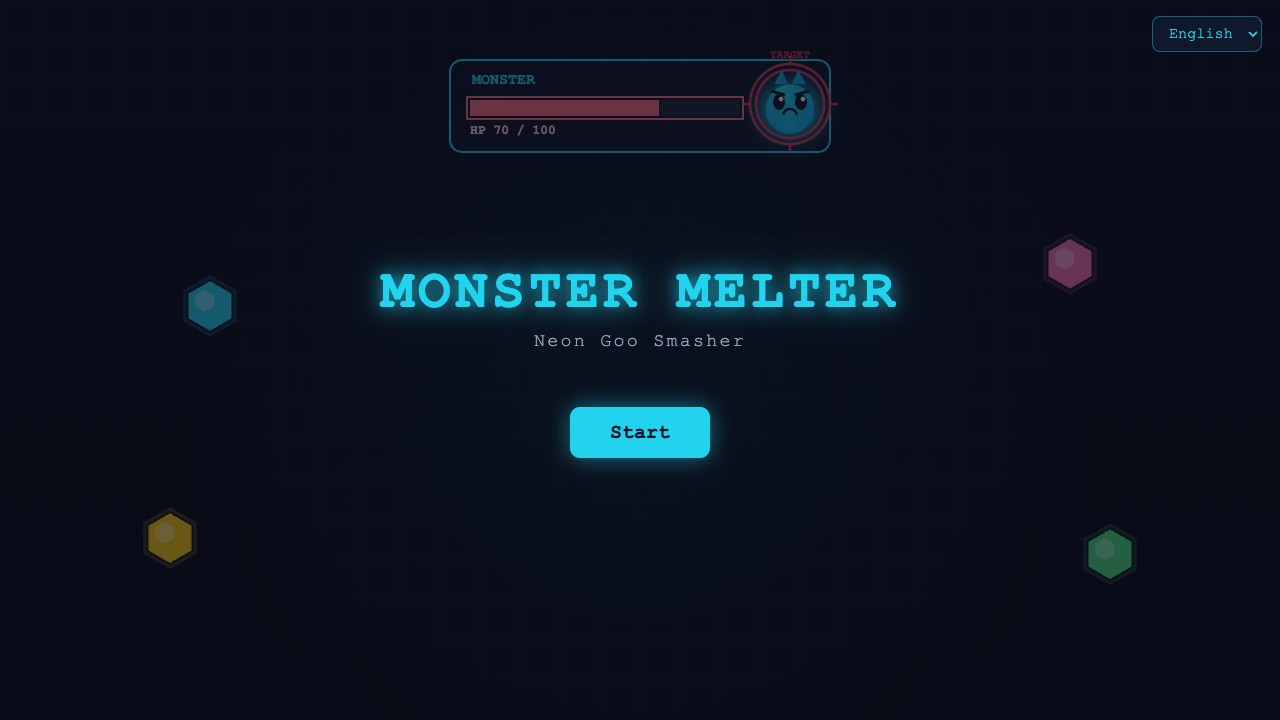 English
TARGET
MONSTER
HP 70 / 100
MONSTER MELTER
Neon Goo Smasher
Start